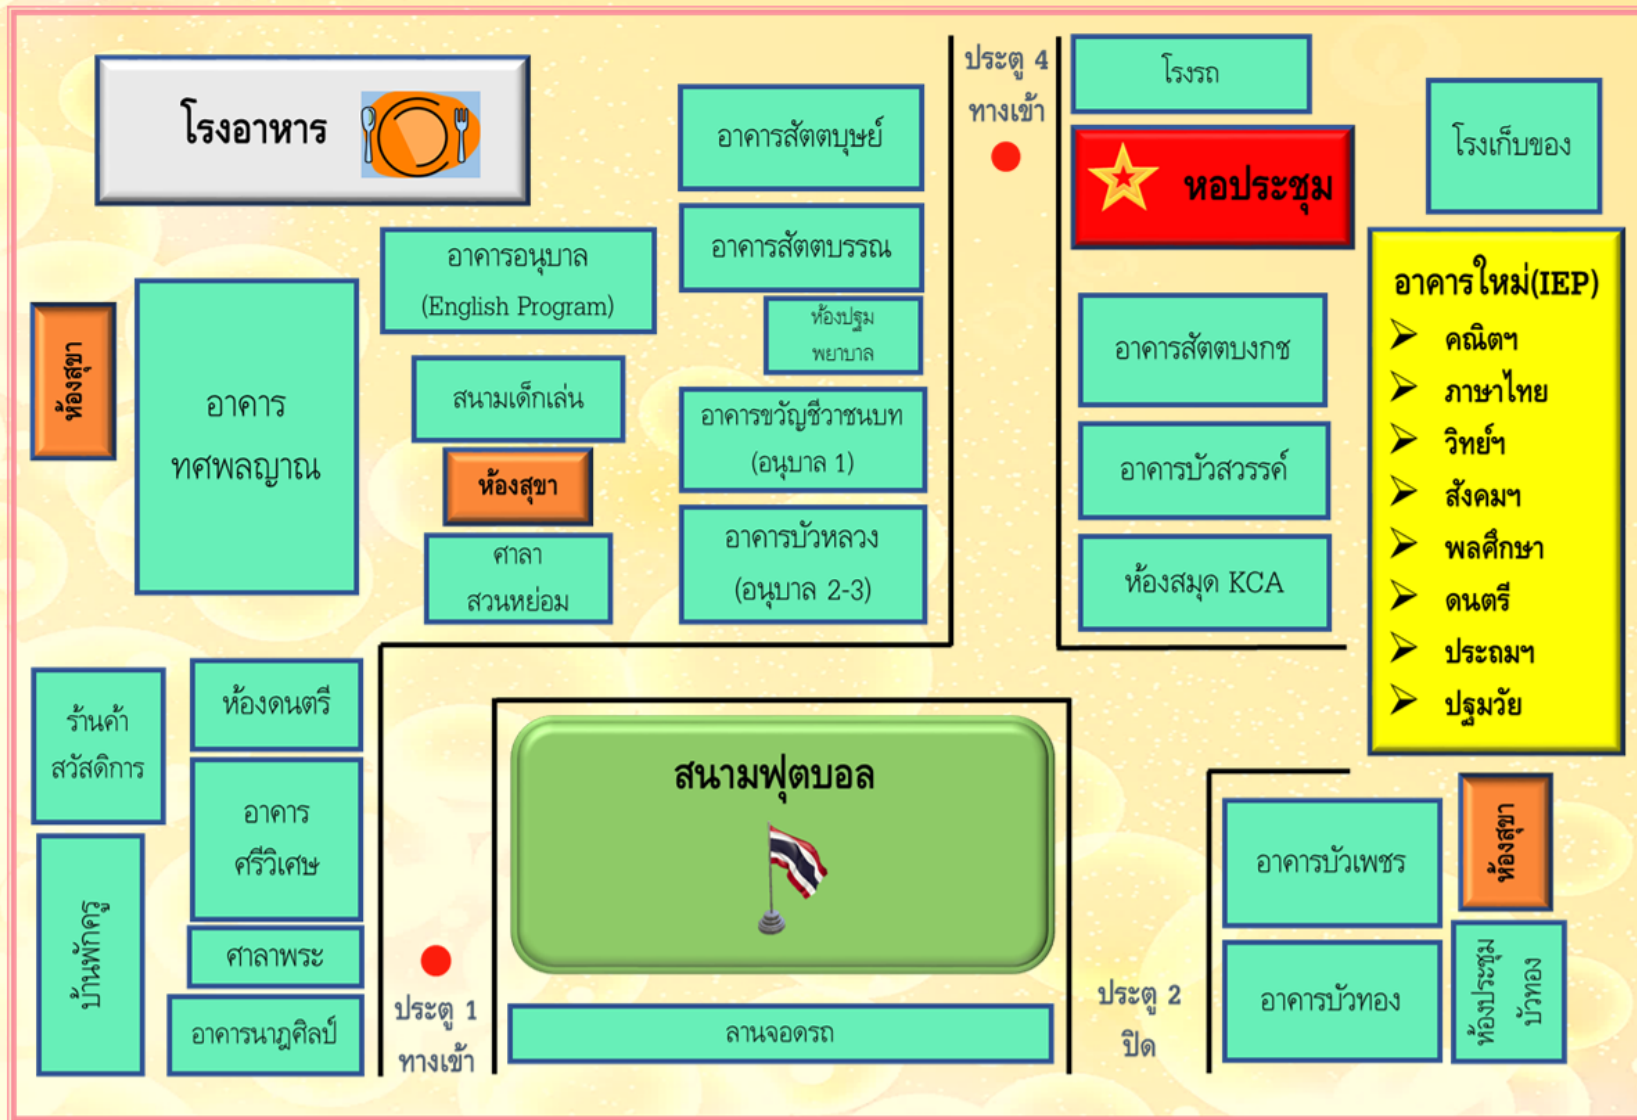 โรงอาหาร
อาคารสัตตบุษย์
ประตู 4
ทางเข้า
โรงรถ
หอประชุม
โรงเก็บของ
อาคารอนุบาล
(English Program)
อาคารสัตตบรรณ
ห้องปฐม
พยาบาล
ห้องสุขา
อาคาร
ทศพลญาณ
สนามเด็กเล่น
ห้องสุขา
ศาลา
สวนหย่อม
อาคารขวัญชีวาชนบท
(อนุบาล 1)
อาคารบัวหลวง
(อนุบาล 2-3)
อาคารสัตตบงกช
อาคารบัวสวรรค์
ห้องสมุด KCA
อาคารใหม่(IEP)
คณิตฯ
ภาษาไทย
วิทย์ฯ
สังคมฯ
พลศึกษา
ดนตรี
ประถมฯ
ปฐมวัย
ร้านค้า
สวัสดิการ
ห้องดนตรี
อาคาร
ศรีวิเศษ
บ้านพักครู
ศาลาพระ
อาคารนาฎศิลป์
ประตู 1
ทางเข้า
สนามฟุตบอล
ลานจอดรถ
ประตู 2
ปิด
อาคารบัวเพชร
ห้องสุขา
อาคารบัวทอง
ห้องประชุม
บัวทอง